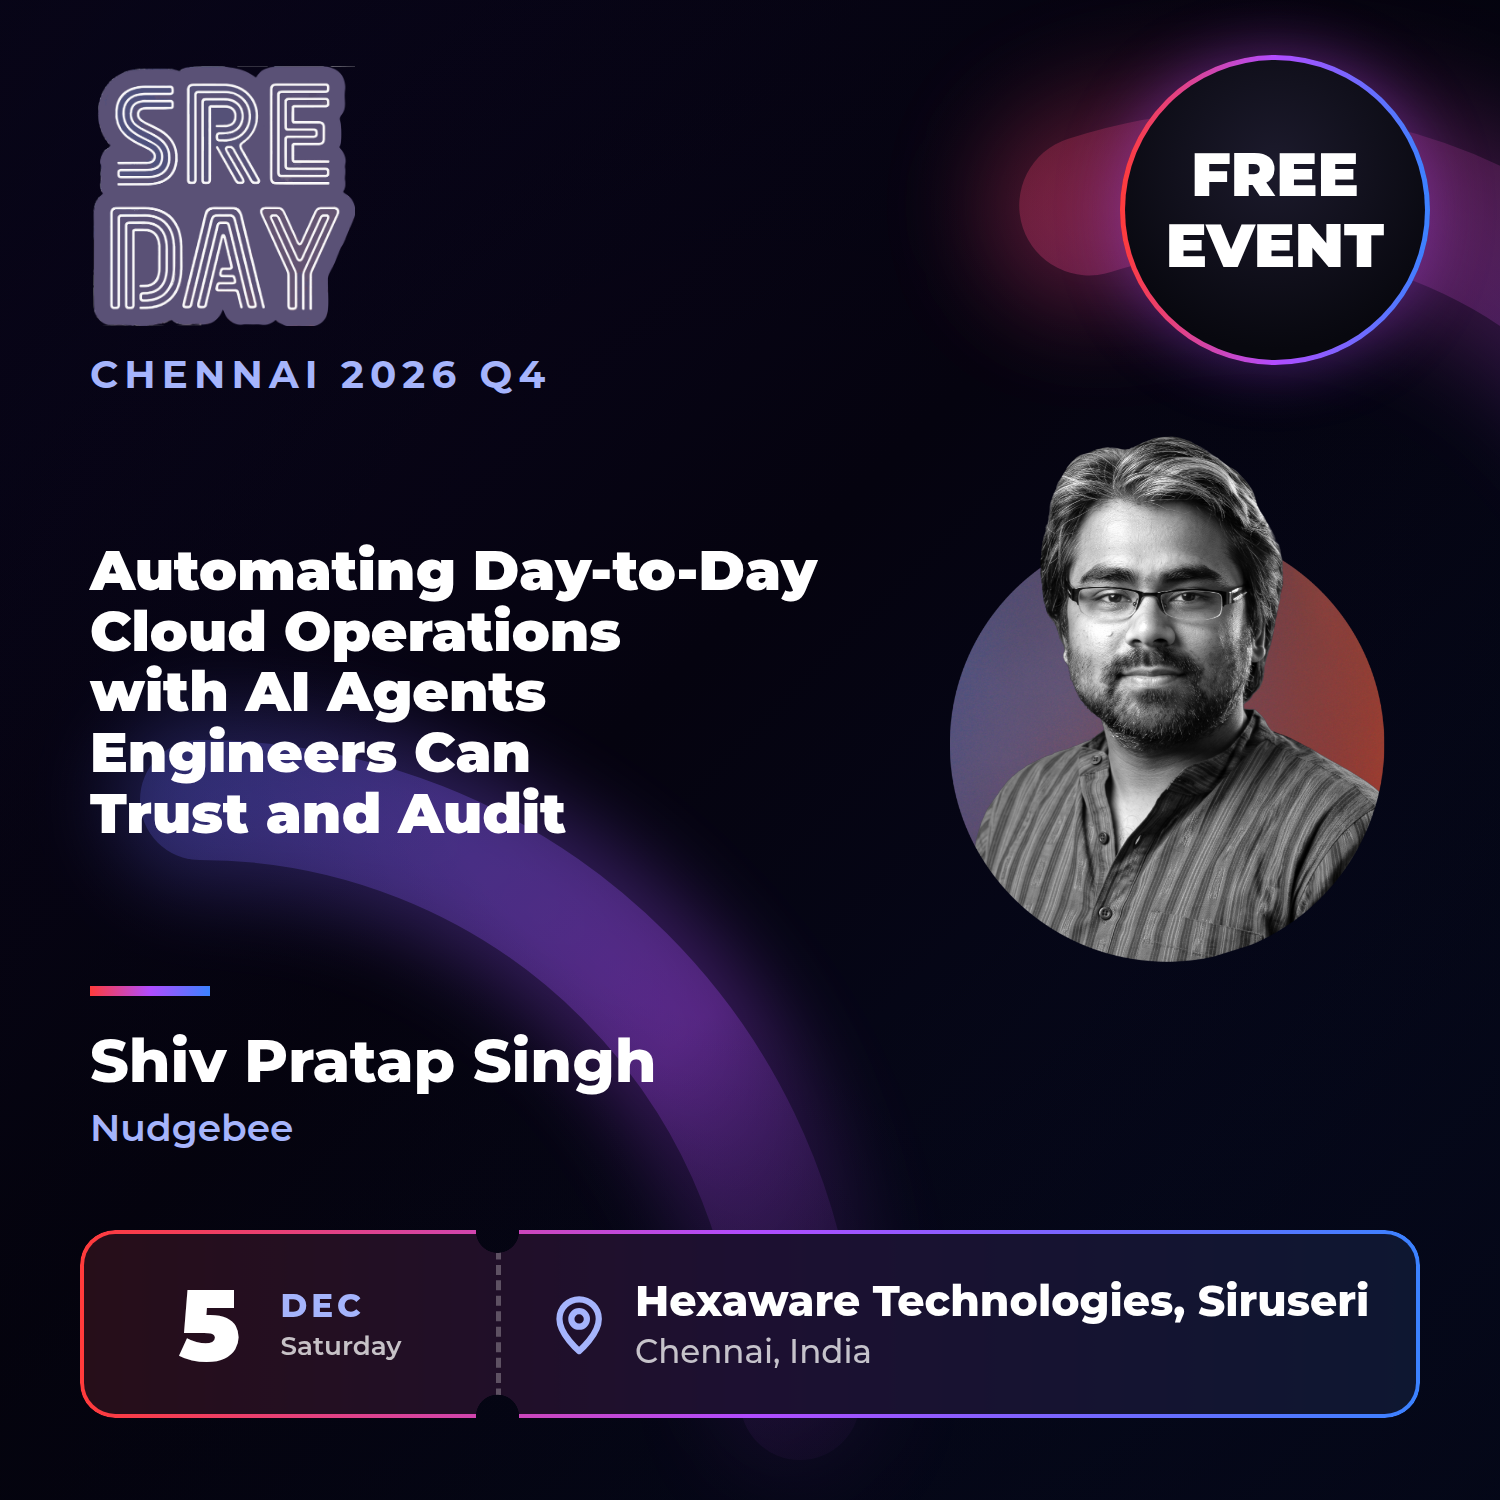 SRE
DAY
CHENNAI 2026 Q4
FREE
EVENT
Automating Day-to-Day
Cloud Operations
with AI Agents
Engineers Can
Trust and Audit
Shiv Pratap Singh
Nudgebee
5
DEC
Saturday
Hexaware Technologies, Siruseri
Chennai, India